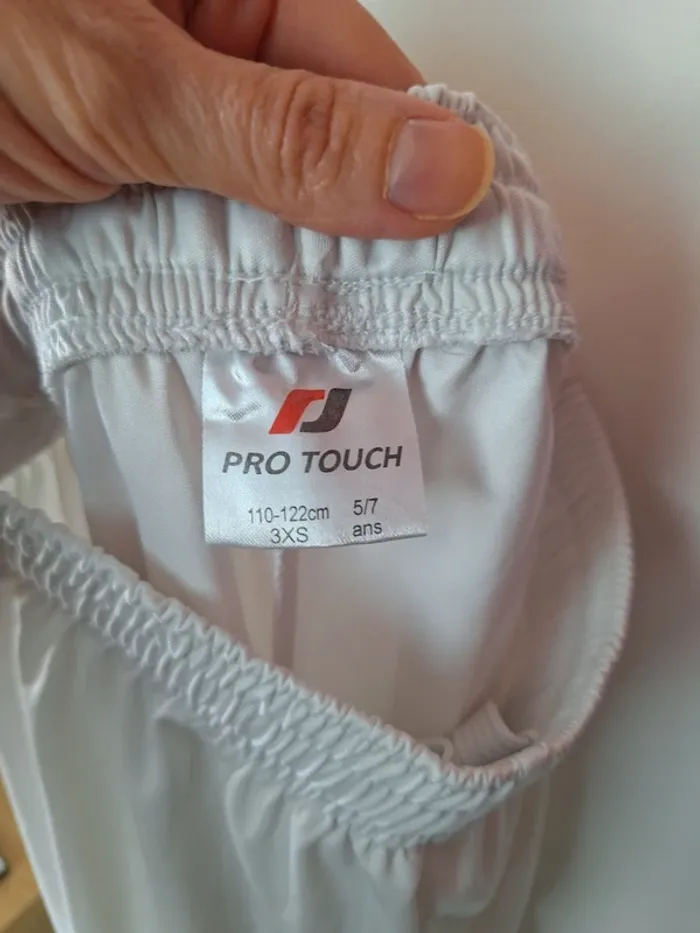 PRO TOUCH
110-122cm 5/7
3XS ans